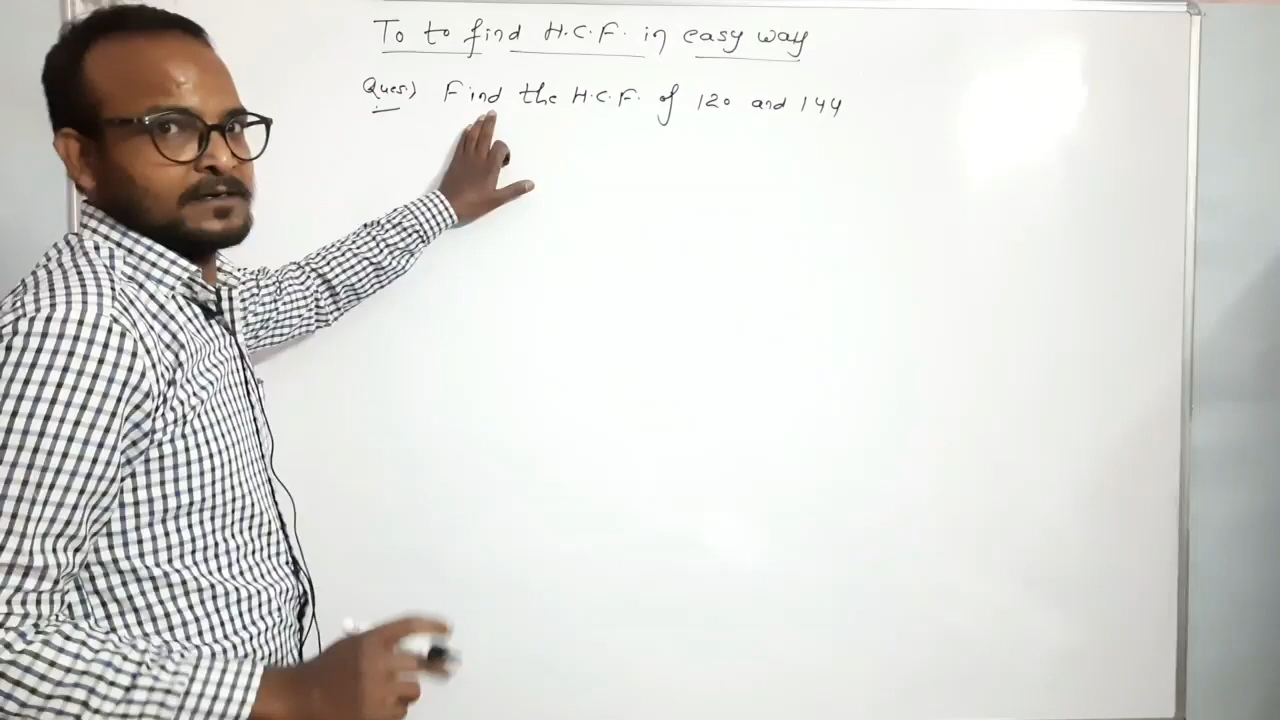 To to find H.C.F. in easy way
Ques.) Find the H.C.F. of 120 and 144